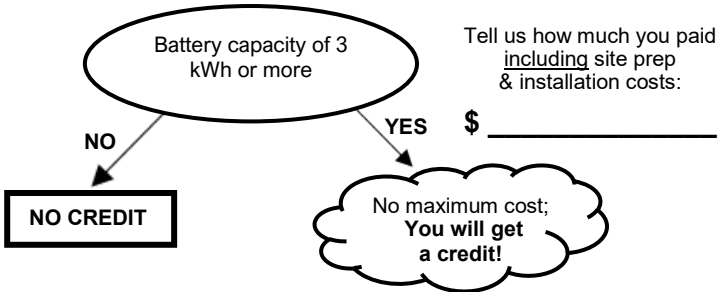 Battery capacity of 3
kWh or more
Tell us how much you paid
including site prep
& installation costs:
$ _______________
NO
YES
NO CREDIT
No maximum cost;
You will get
a credit!